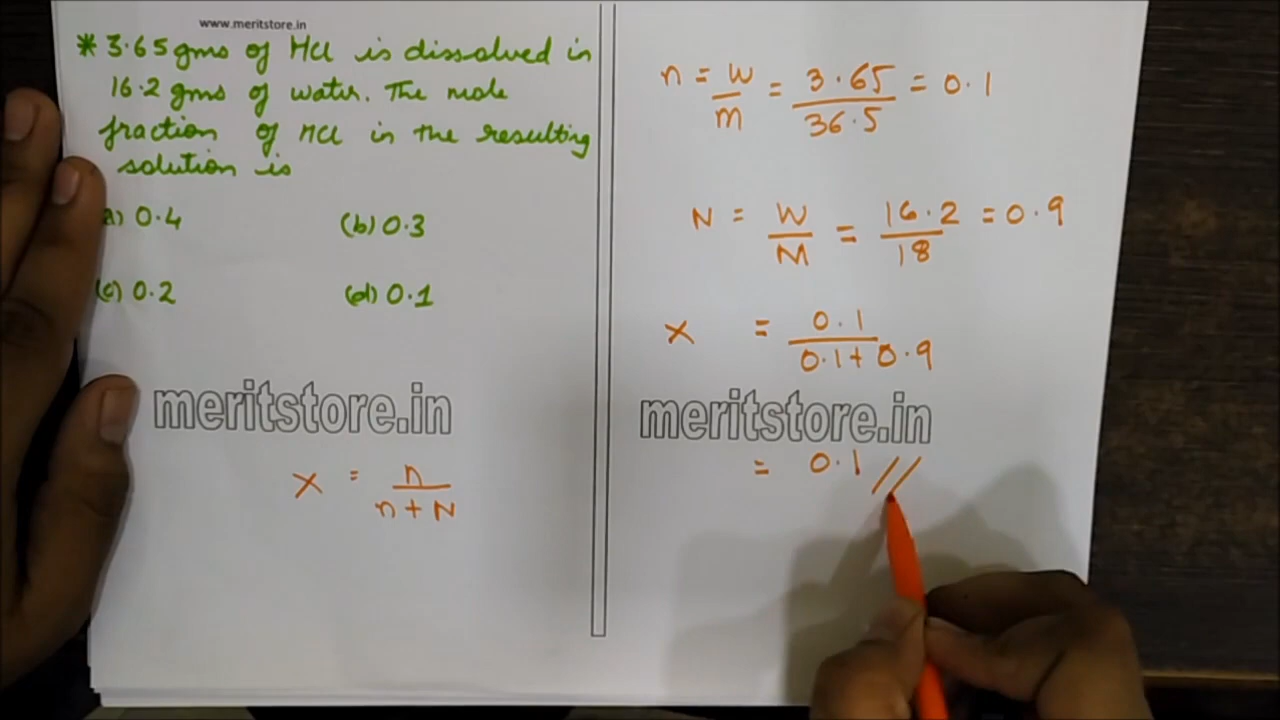 www.meritstore.in
* 3.65 gms of HCl is dissolved in
16.2 gms of water. The mole
fraction of HCl in the resulting
solution is
a) 0.4
(b) 0.3
(c) 0.2
(d) 0.1
meritstore.in
x = n / n + N
n = w / m = 3.65 / 36.5 = 0.1
N = W / M = 16.2 / 18 = 0.9
x = 0.1 / 0.1 + 0.9
meritstore.in
= 0.1 //